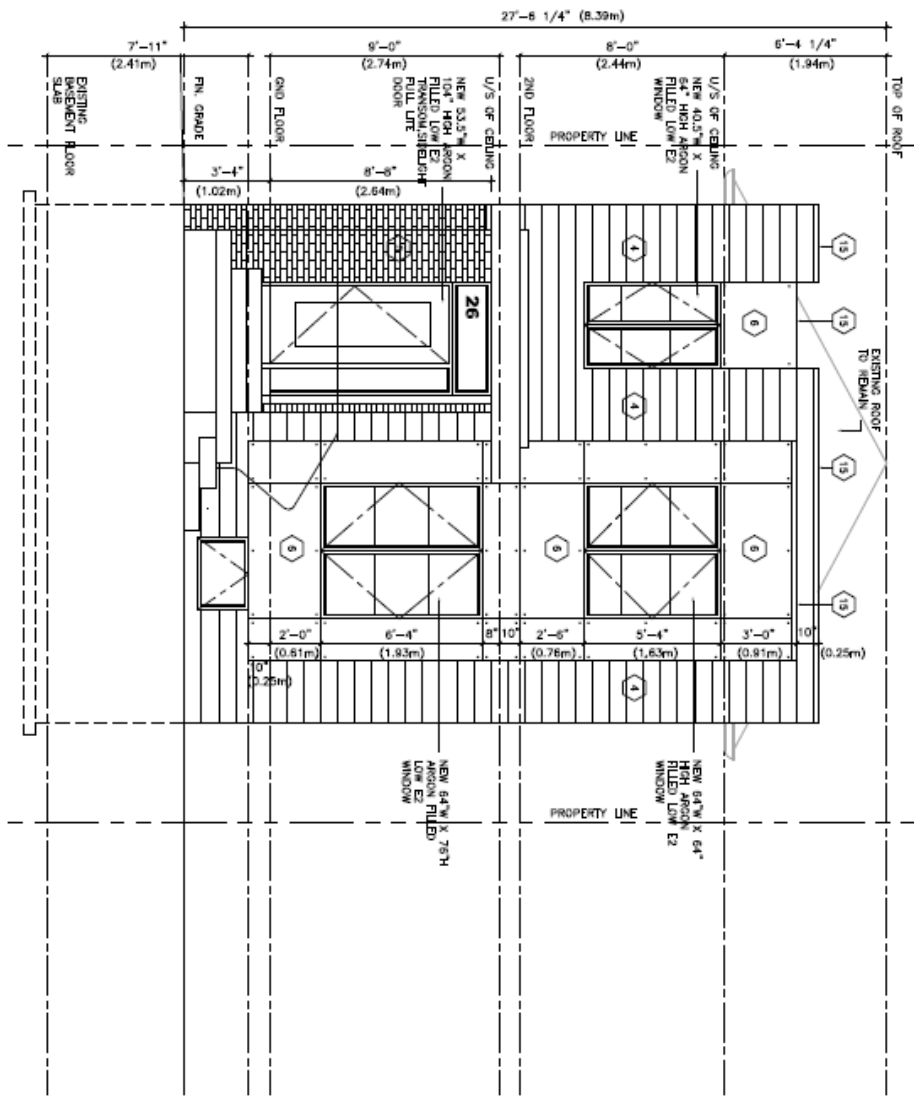 27'-6 1/4" (8.39m)
7'-11"
(2.41m)
9'-0"
(2.74m)
8'-0"
(2.44m)
6'-4 1/4"
(1.94m)
EXISTING
BASEMENT FLOOR
SLAB
FIN. GRADE
GND FLOOR
U/S OF CEILING
NEW 53.5"W X
104" HIGH ARGON
FILLED LOW E2
TRANSOM,SIDELIGHT
FULL LITE
DOOR
2ND FLOOR
U/S OF CEILING
NEW 40.5"W X
64" HIGH ARGON
FILLED LOW E2
WINDOW
TOP OF ROOF
PROPERTY LINE
3'-4"
(1.02m)
8'-8"
(2.64m)
4
15
26
6
15
EXISTING ROOF
TO REMAIN
4
15
6
6
6
15
2'-0"
(0.61m)
6'-4"
(1.93m)
8"
10"
2'-6"
(0.76m)
5'-4"
(1.63m)
3'-0"
(0.91m)
10"
(0.25m)
10"
(0.25m)
4
NEW 64"W X 76"H
ARGON FILLED
LOW E2
WINDOW
NEW 64"W X 64"
HIGH ARGON
FILLED LOW E2
WINDOW
PROPERTY LINE